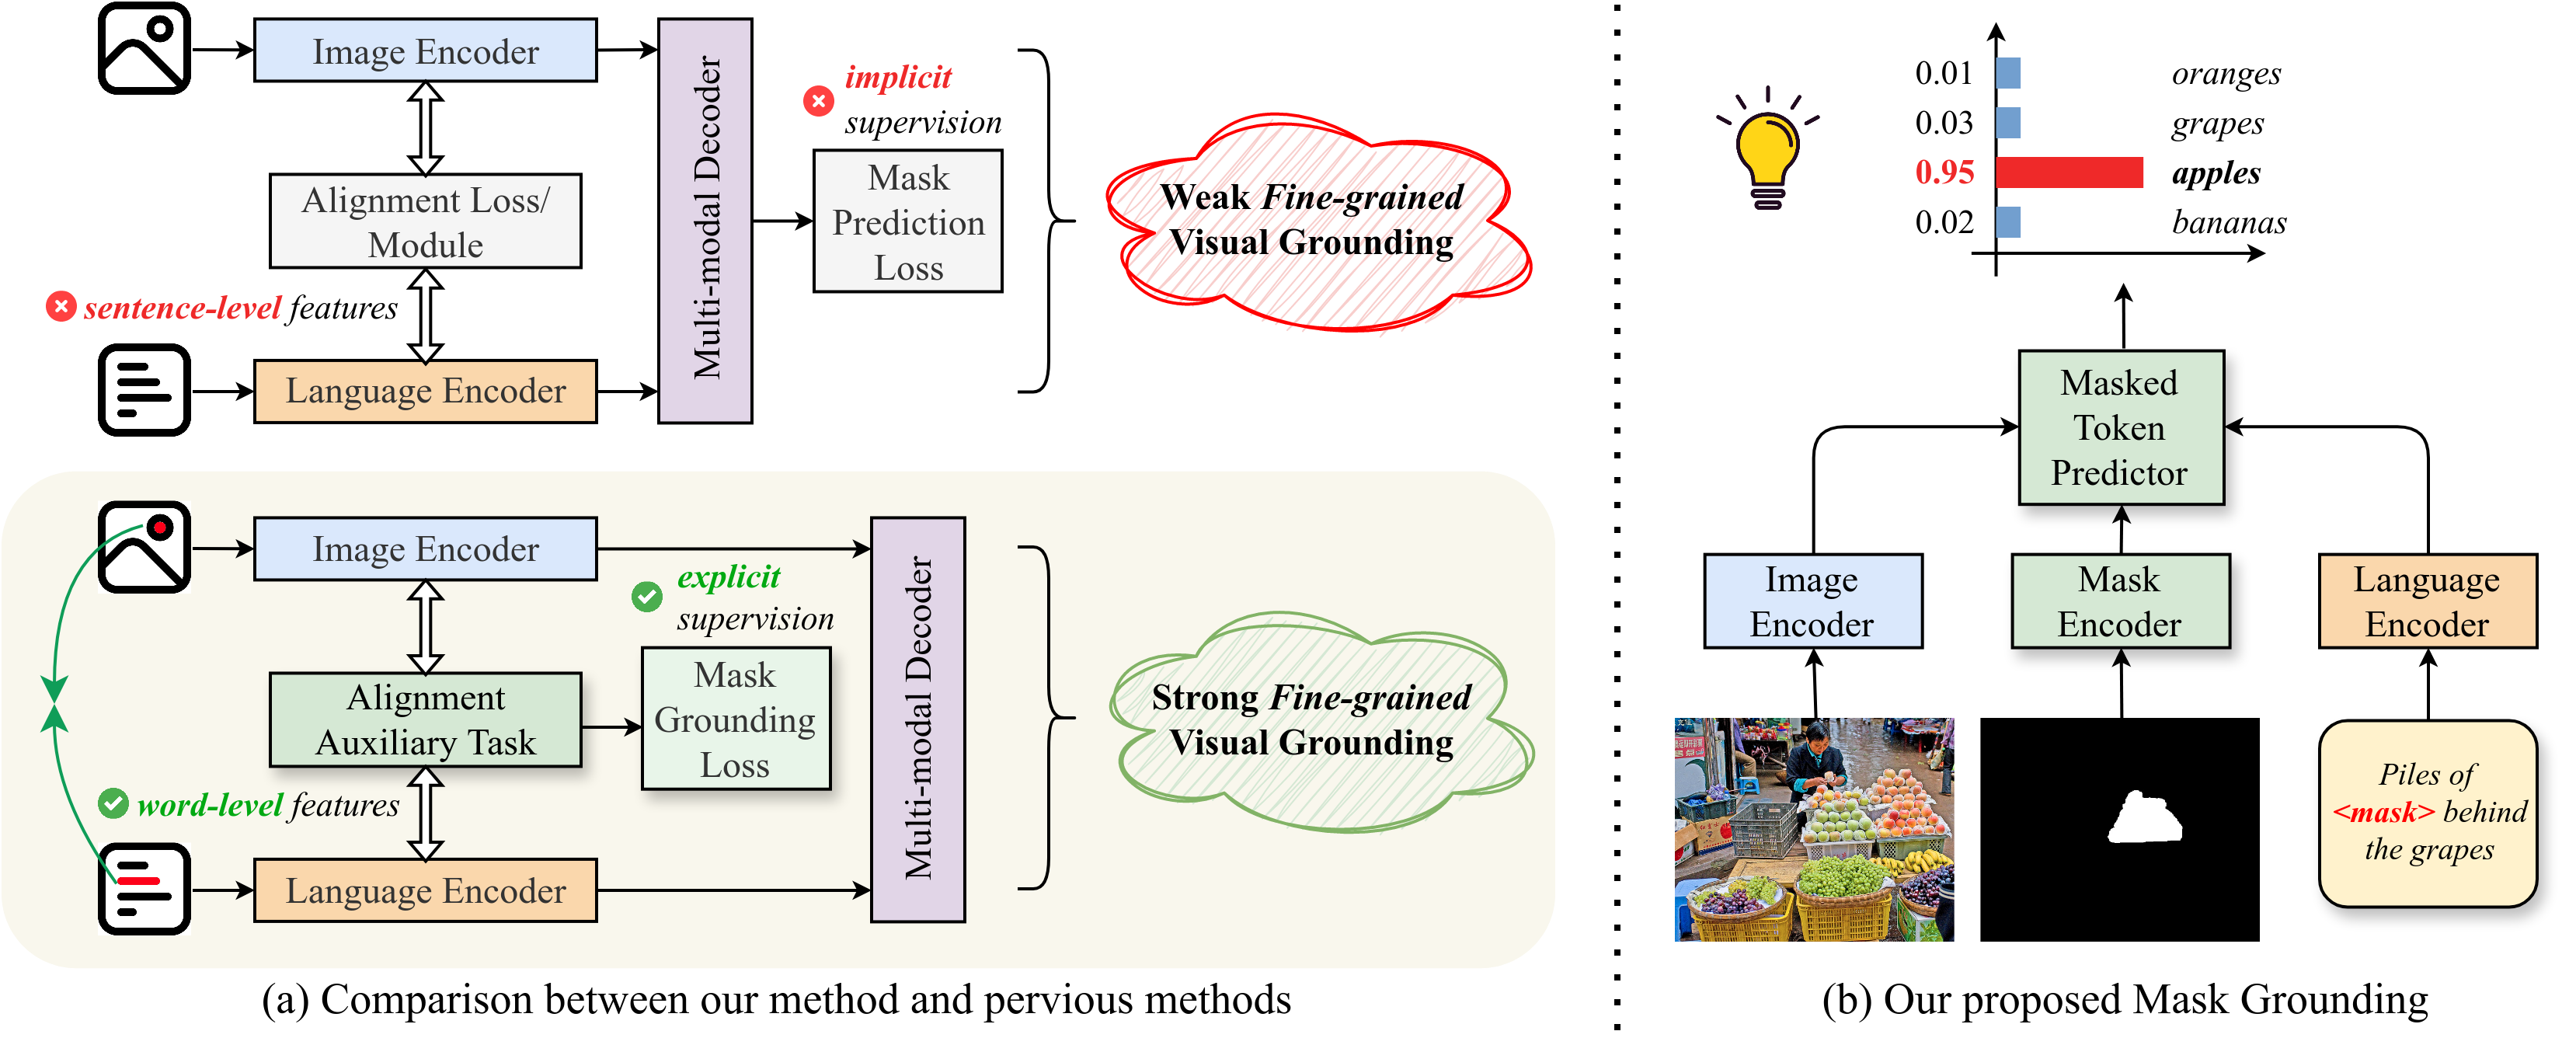 Image Encoder
Alignment Loss/
Module
sentence-level features
Language Encoder
Multi-modal Decoder
implicit
supervision
Mask
Prediction
Loss
Weak Fine-grained
Visual Grounding
Image Encoder
Alignment
Auxiliary Task
word-level features
Language Encoder
explicit
supervision
Mask
Grounding
Loss
Multi-modal Decoder
Strong Fine-grained
Visual Grounding
(a) Comparison between our method and pervious methods
0.01 oranges
0.03 grapes
0.95 apples
0.02 bananas
Masked
Token
Predictor
Image
Encoder
Mask
Encoder
Language
Encoder
Piles of
<mask> behind
the grapes
(b) Our proposed Mask Grounding